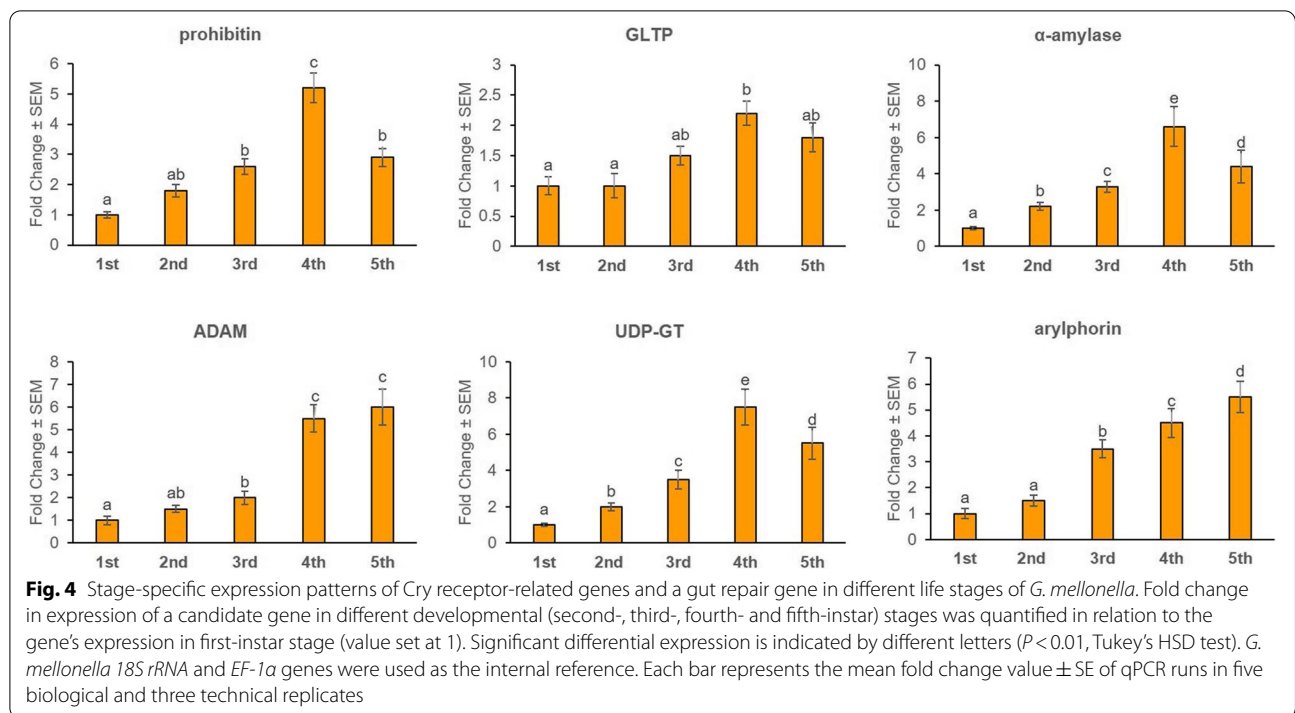 prohibitin
Fold Change ± SEM
6
5
4
3
2
1
0
a
ab
b
c
b
1st 2nd 3rd 4th 5th
GLTP
Fold Change ± SEM
3
2.5
2
1.5
1
0.5
0
a
a
ab
b
ab
1st 2nd 3rd 4th 5th
α-amylase
Fold Change ± SEM
10
8
6
4
2
0
a
b
c
e
d
1st 2nd 3rd 4th 5th
ADAM
Fold Change ± SEM
8
7
6
5
4
3
2
1
0
a
ab
b
c
c
1st 2nd 3rd 4th 5th
UDP-GT
Fold Change ± SEM
10
8
6
4
2
0
a
b
c
e
d
1st 2nd 3rd 4th 5th
arylphorin
Fold Change ± SEM
7
6
5
4
3
2
1
0
a
a
b
c
d
1st 2nd 3rd 4th 5th
Fig. 4 Stage-specific expression patterns of Cry receptor-related genes and a gut repair gene in different life stages of G. mellonella. Fold change
in expression of a candidate gene in different developmental (second-, third-, fourth- and fifth-instar) stages was quantified in relation to the
gene's expression in first-instar stage (value set at 1). Significant differential expression is indicated by different letters (P < 0.01, Tukey's HSD test). G.
mellonella 18S rRNA and EF-1α genes were used as the internal reference. Each bar represents the mean fold change value ± SE of qPCR runs in five
biological and three technical replicates